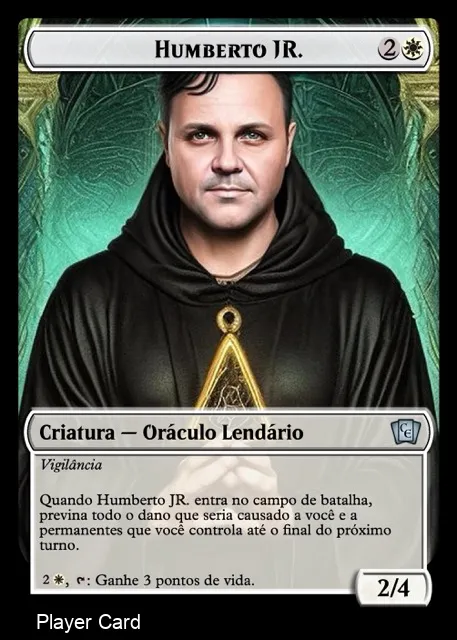 Humberto JR. 2
Criatura — Oráculo Lendário
Vigilância
Quando Humberto JR. entra no campo de batalha,
previna todo o dano que seria causado a você e a
permanentes que você controla até o final do próximo
turno.
2, : Ganhe 3 pontos de vida.
2/4
Player Card